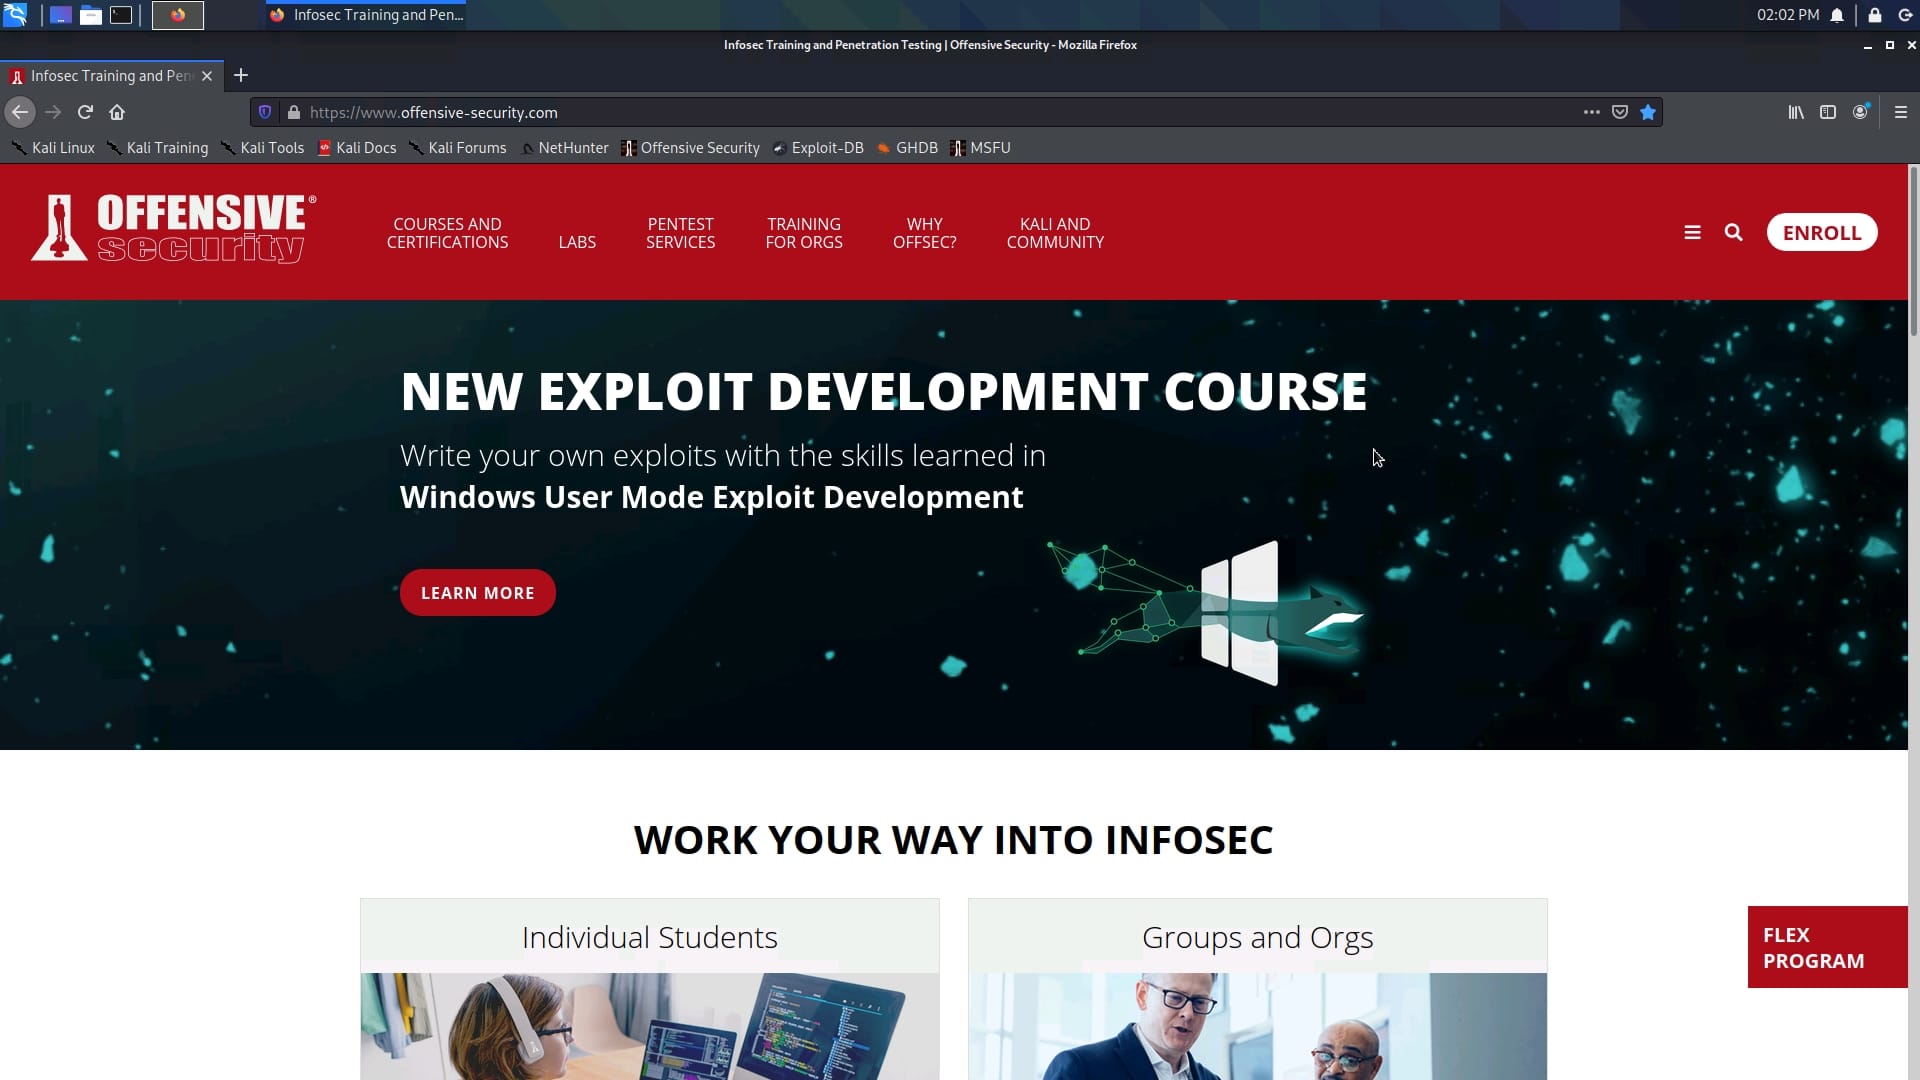 Infosec Training and Pen...
02:02 PM
Infosec Training and Penetration Testing | Offensive Security - Mozilla Firefox
Infosec Training and Pen
https://www.offensive-security.com
Kali Linux Kali Training Kali Tools Kali Docs Kali Forums NetHunter Offensive Security Exploit-DB GHDB MSFU
OFFENSIVE®
security
COURSES AND
CERTIFICATIONS
LABS
PENTEST
SERVICES
TRAINING
FOR ORGS
WHY
OFFSEC?
KALI AND
COMMUNITY
ENROLL
NEW EXPLOIT DEVELOPMENT COURSE
Write your own exploits with the skills learned in
Windows User Mode Exploit Development
LEARN MORE
WORK YOUR WAY INTO INFOSEC
Individual Students
Groups and Orgs
FLEX
PROGRAM